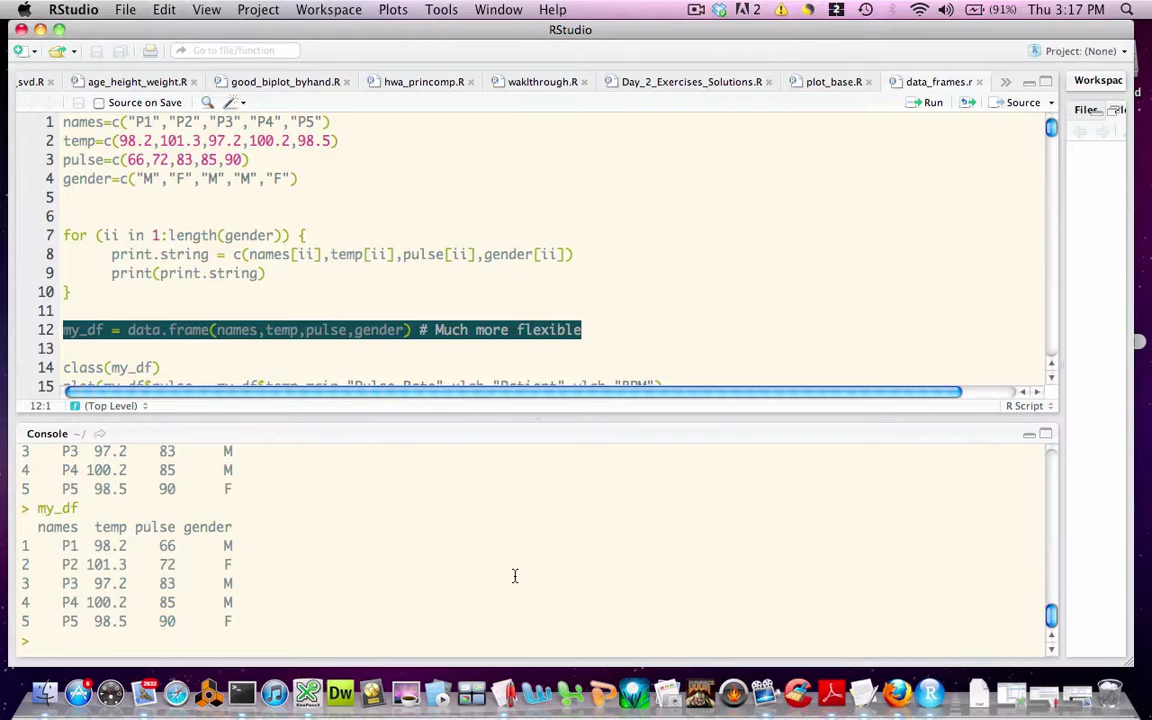 RStudio File Edit View Project Plots Tools Window Help 2 (91%) Thu 3:17 PM
RStudio
Go to file/function Project: (None)
_svd.R age_height_weight.R good_biplot_byhand.R hwa_princomp.R waklthrough.R Day_2_Exercises_Solutions.R plot_base.R data_frames.r Workspac
Source on Save Run Source Files
1 names=c("P1","P2","P3","P4","P5")
2 temp=c(98.2,101.3,97.2,100.2,98.5)
3 pulse=c(66,72,83,85,90)
4 gender=c("M","F","M","M","F")
5
6
7 for (ii in 1:length(gender)) {
8 print.string = c(names[ii],temp[ii],pulse[ii],gender[ii])
9 print(print.string)
10 }
11
12 my_df = data.frame(names,temp,pulse,gender) # Much more flexible
13
14 class(my_df)
15
12:1 (Top Level) R Script
Console ~/
3 P3 97.2 83 M
4 P4 100.2 85 M
5 P5 98.5 90 F
> my_df
names temp pulse gender
1 P1 98.2 66 M
2 P2 101.3 72 F
3 P3 97.2 83 M
4 P4 100.2 85 M
5 P5 98.5 90 F
>
Dw